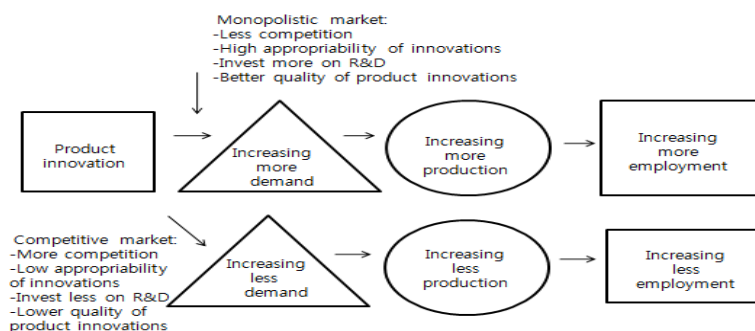 Monopolistic market:
-Less competition
-High appropriability of innovations
-Invest more on R&D
-Better quality of product innovations
Product
innovation
Increasing
more
demand
Increasing
more
production
Increasing
more
employment
Competitive market:
-More competition
-Low appropriability
of innovations
-Invest less on R&D
-Lower quality of
product innovations
Increasing
less
demand
Increasing
less
production
Increasing
less
employment